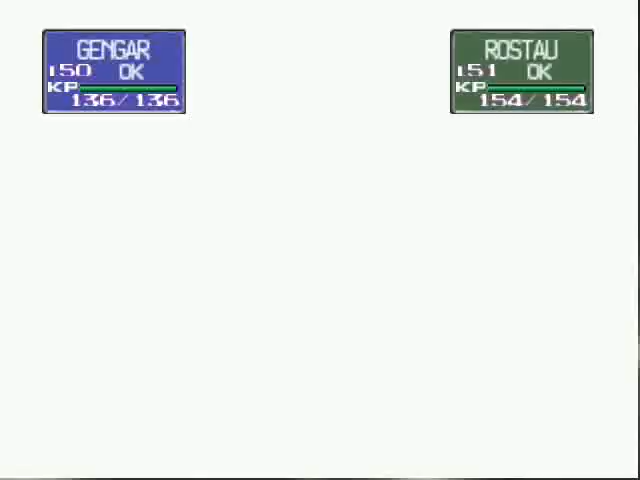 GENGAR
L50 OK
KP
136/136
ROSTAU
L51 OK
KP
154/154